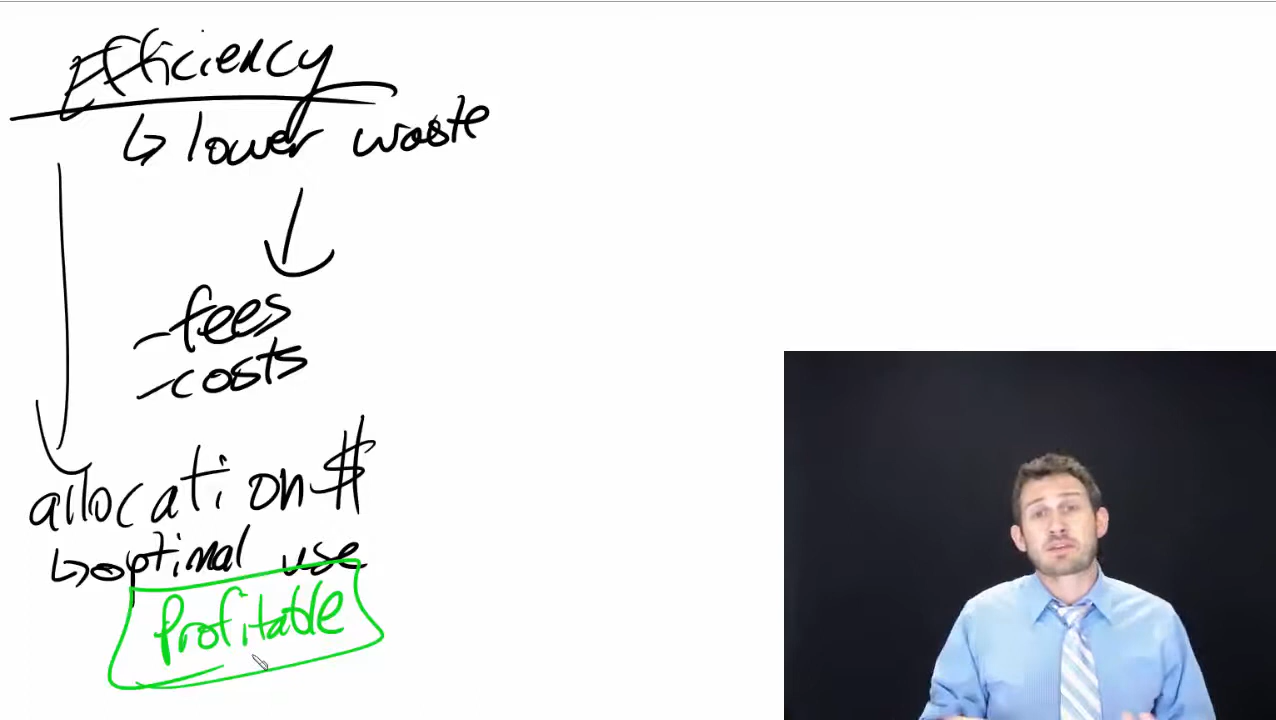 Efficiency
↳ lower waste
- fees
- costs
allocation $
↳ optimal use
Profitable